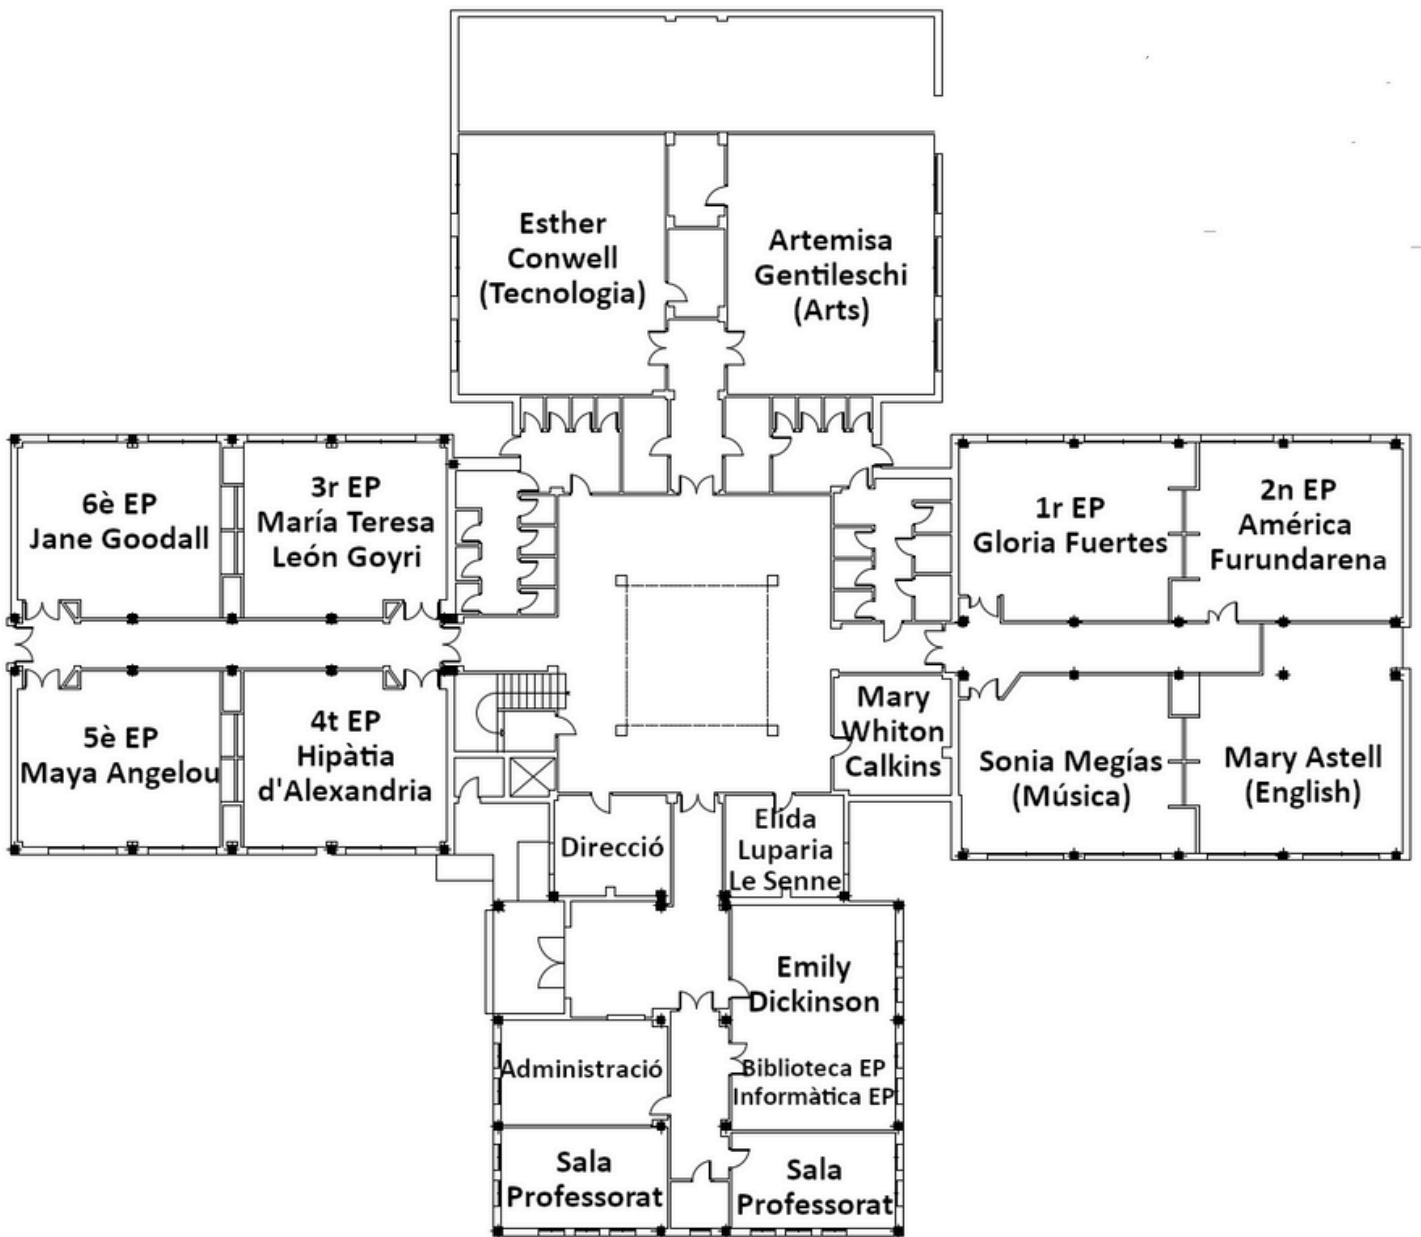 Esther
Conwell
(Tecnologia)
Artemisa
Gentileschi
(Arts)
6è EP
Jane Goodall
3r EP
María Teresa
León Goyri
1r EP
Gloria Fuertes
2n EP
América
Furundarena
5è EP
Maya Angelou
4t EP
Hipàtia
d'Alexandria
Mary
Whiton
Calkins
Sonia Megías
(Música)
Mary Astell
(English)
Direcció
Elida
Luparia
Le Senne
Emily
Dickinson
Biblioteca EP
Informàtica EP
Administració
Sala
Professorat
Sala
Professorat